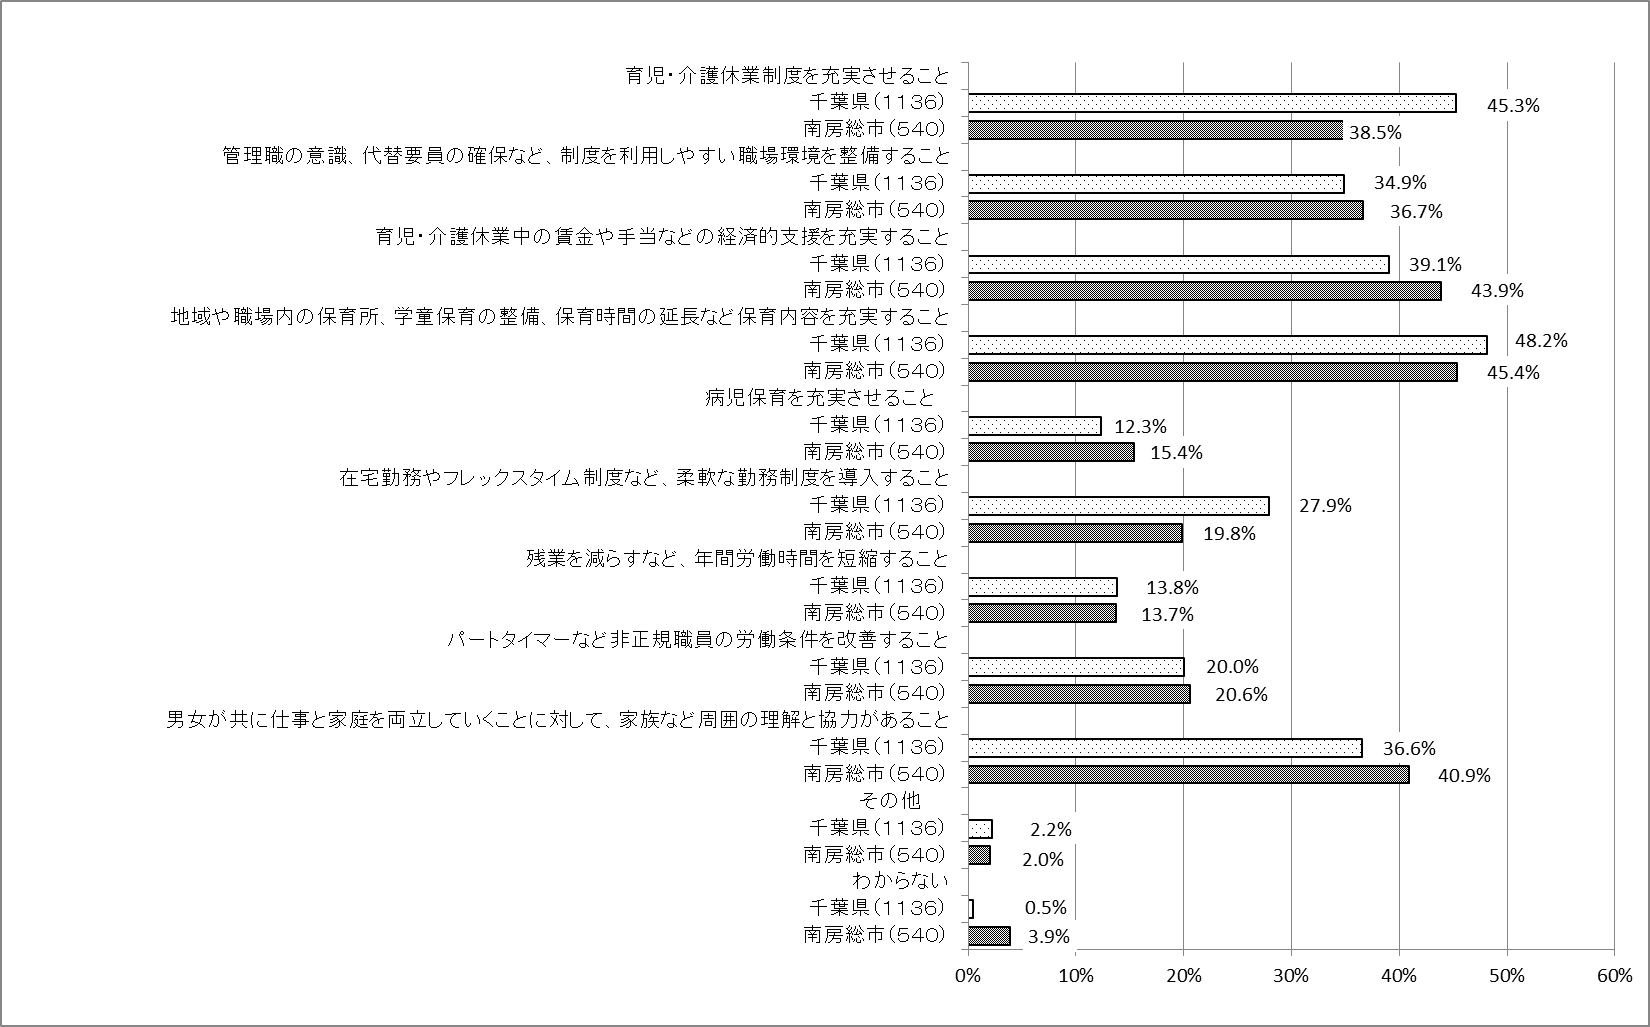 育児・介護休業制度を充実させること
千葉県（1136） 45.3%
南房総市（540） 38.5%
管理職の意識、代替要員の確保など、制度を利用しやすい職場環境を整備すること
千葉県（1136） 34.9%
南房総市（540） 36.7%
育児・介護休業中の賃金や手当などの経済的支援を充実すること
千葉県（1136） 39.1%
南房総市（540） 43.9%
地域や職場内の保育所、学童保育の整備、保育時間の延長など保育内容を充実すること
千葉県（1136） 48.2%
南房総市（540） 45.4%
病児保育を充実させること
千葉県（1136） 12.3%
南房総市（540） 15.4%
在宅勤務やフレックスタイム制度など、柔軟な勤務制度を導入すること
千葉県（1136） 27.9%
南房総市（540） 19.8%
残業を減らすなど、年間労働時間を短縮すること
千葉県（1136） 13.8%
南房総市（540） 13.7%
パートタイマーなど非正規職員の労働条件を改善すること
千葉県（1136） 20.0%
南房総市（540） 20.6%
男女が共に仕事と家庭を両立していくことに対して、家族など周囲の理解と協力があること
千葉県（1136） 36.6%
南房総市（540） 40.9%
その他
千葉県（1136） 2.2%
南房総市（540） 2.0%
わからない
千葉県（1136） 0.5%
南房総市（540） 3.9%
0% 10% 20% 30% 40% 50% 60%